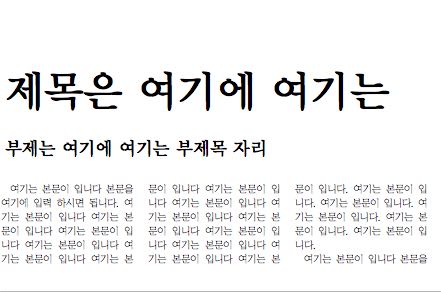 제목은 여기에 여기는
부제는 여기에 여기는 부제목 자리
여기는 본문이 입니다 본문을
여기에 입력 하시면 됩니다. 여
기는 본문이 입니다 여기는 본
문이 입니다 여기는 본문이 입
니다 여기는 본문이 입니다 여
기는 본문이 입니다 여기는 본
문이 입니다 여기는 본문이 입
니다 여기는 본문이 입니다 여
기는 본문이 입니다 여기는 본
문이 입니다 여기는 본문이 입
니다 여기는 본문이 입니다 여
기는 본문이 입니다 여기는 본
문이 입니다. 여기는 본문이 입
니다. 여기는 본문이 입니다. 여
기는 본문이 입니다. 여기는 본
문이 입니다. 여기는 본문이 입
니다.
여기는 본문이 입니다 본문을